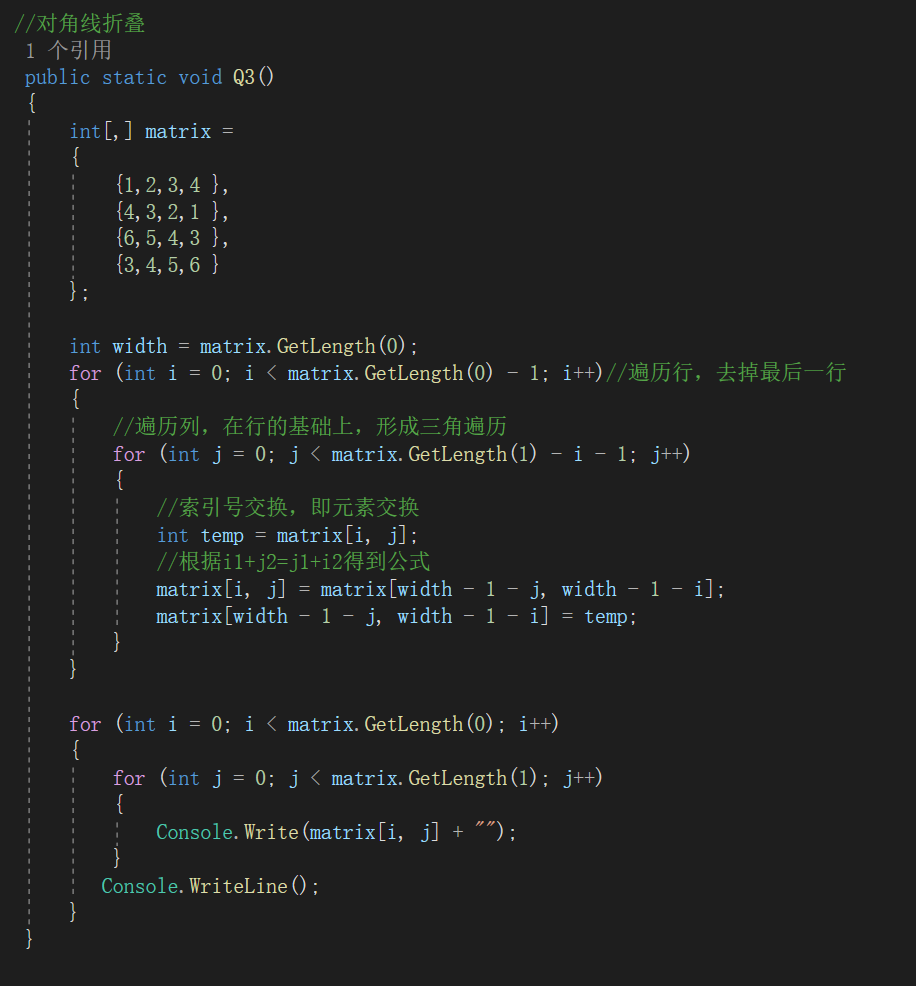 //对角线折叠
1 个引用
public static void Q3()
{
int[,] matrix =
{
{1,2,3,4 },
{4,3,2,1 },
{6,5,4,3 },
{3,4,5,6 }
};
int width = matrix.GetLength(0);
for (int i = 0; i < matrix.GetLength(0) - 1; i++)//遍历行，去掉最后一行
{
//遍历列，在行的基础上，形成三角遍历
for (int j = 0; j < matrix.GetLength(1) - i - 1; j++)
{
//索引号交换，即元素交换
int temp = matrix[i, j];
//根据i1+j2=j1+i2得到公式
matrix[i, j] = matrix[width - 1 - j, width - 1 - i];
matrix[width - 1 - j, width - 1 - i] = temp;
}
}
for (int i = 0; i < matrix.GetLength(0); i++)
{
for (int j = 0; j < matrix.GetLength(1); j++)
{
Console.Write(matrix[i, j] + "");
}
Console.WriteLine();
}
}